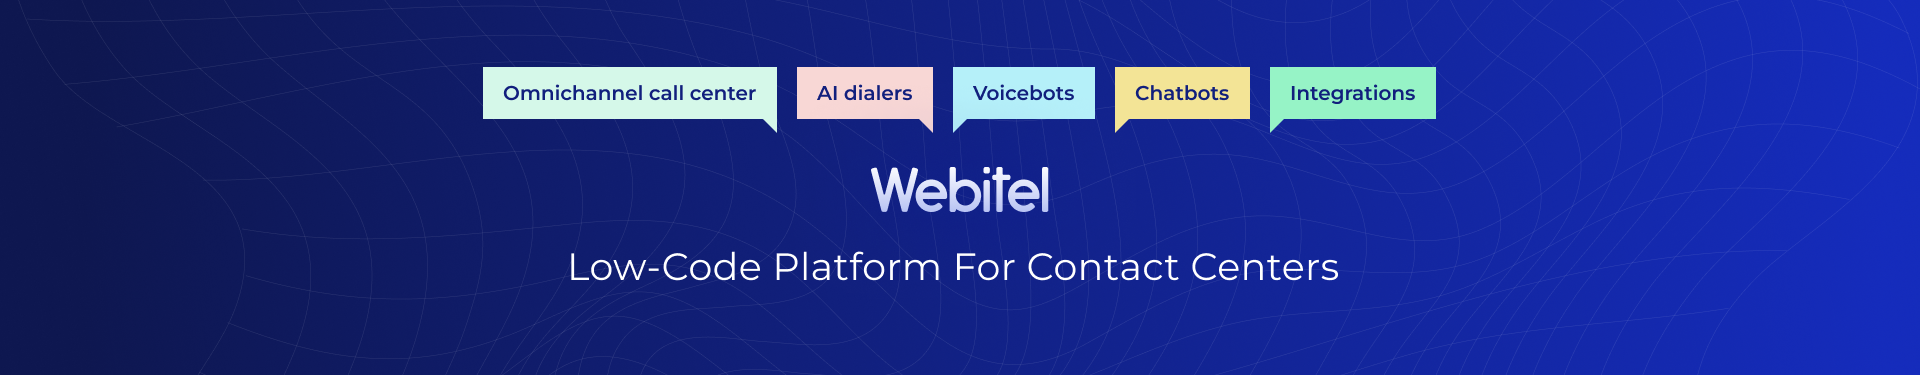 Omnichannel call center AI dialers Voicebots Chatbots Integrations
Webitel
Low-Code Platform For Contact Centers